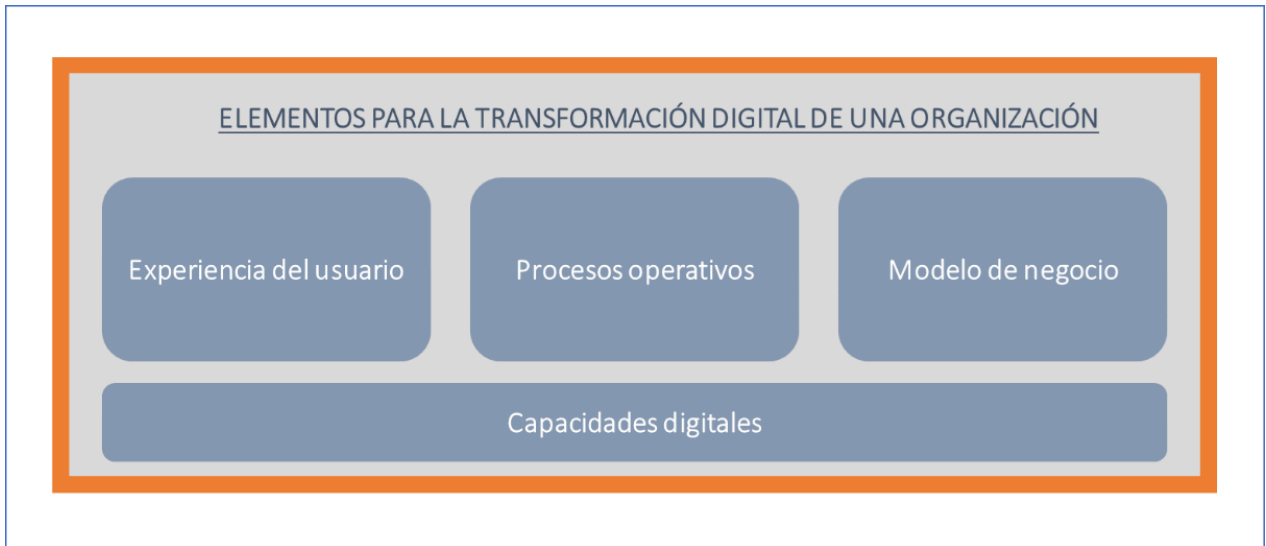 ELEMENTOS PARA LA TRANSFORMACIÓN DIGITAL DE UNA ORGANIZACIÓN
Experiencia del usuario
Procesos operativos
Modelo de negocio
Capacidades digitales